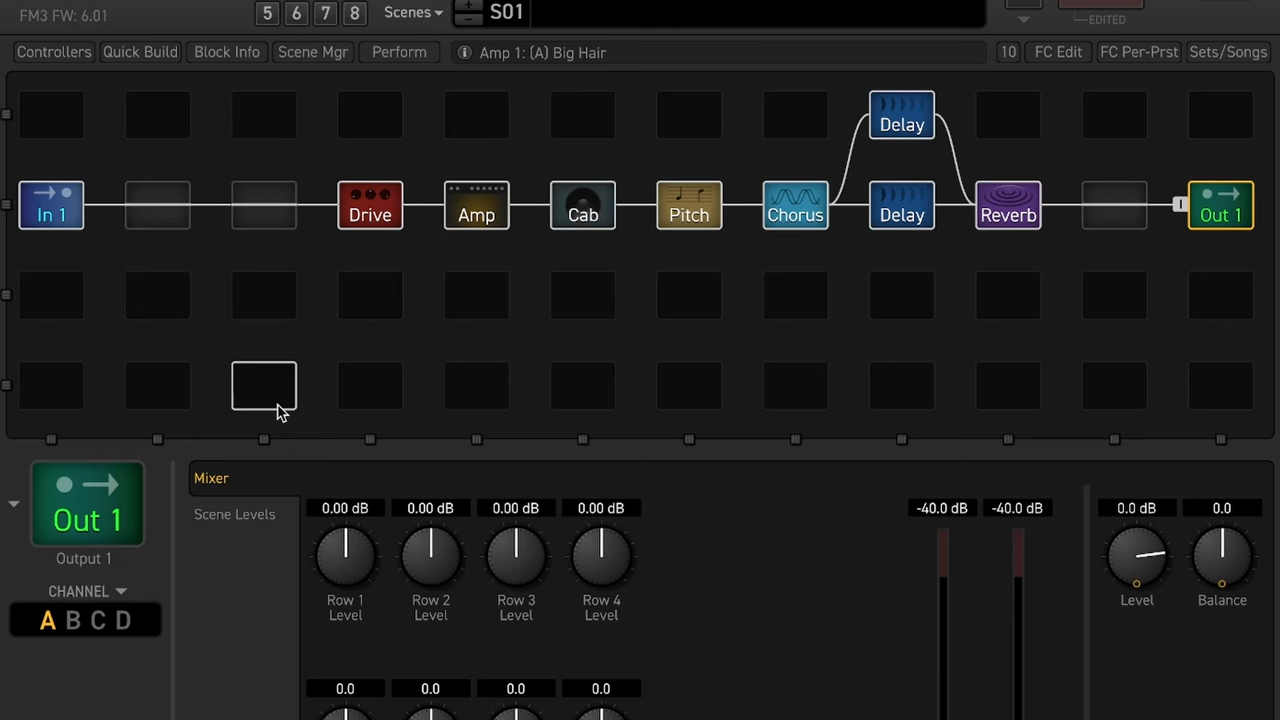 FM3 FW: 6.01
5 6 7 8 Scenes S01
EDITED
Controllers Quick Build Block Info Scene Mgr Perform Amp 1: (A) Big Hair 10 FC Edit FC Per-Prst Sets/Songs
Delay
In 1 Drive Amp Cab Pitch Chorus Delay Reverb Out 1
Out 1
Output 1
CHANNEL
A B C D
Mixer
Scene Levels
0.00 dB 0.00 dB 0.00 dB 0.00 dB -40.0 dB -40.0 dB 0.0 dB 0.0
Row 1 Row 2 Row 3 Row 4 Level Balance
Level Level Level Level
0.0 0.0 0.0 0.0